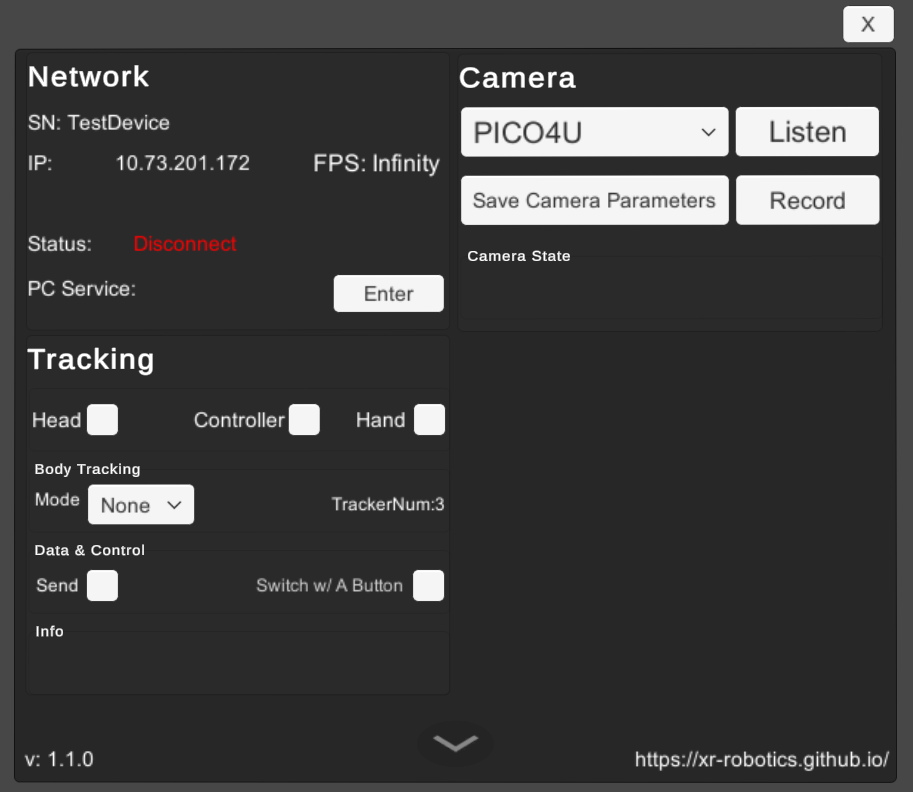 X
Network
SN: TestDevice
IP: 10.73.201.172 FPS: Infinity
Status: Disconnect
PC Service: Enter
Camera
PICO4U Listen
Save Camera Parameters Record
Camera State
Tracking
Head Controller Hand
Body Tracking
Mode None TrackerNum:3
Data & Control
Send Switch w/ A Button
Info
v: 1.1.0 https://xr-robotics.github.io/